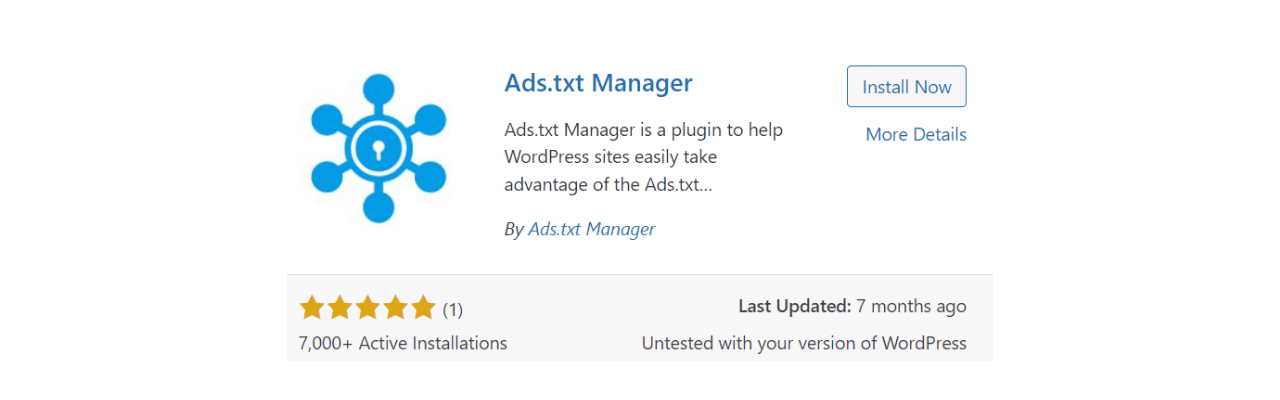 Ads.txt Manager
Install Now
More Details
Ads.txt Manager is a plugin to help
WordPress sites easily take
advantage of the Ads.txt...
By Ads.txt Manager
(1)
Last Updated: 7 months ago
7,000+ Active Installations
Untested with your version of WordPress